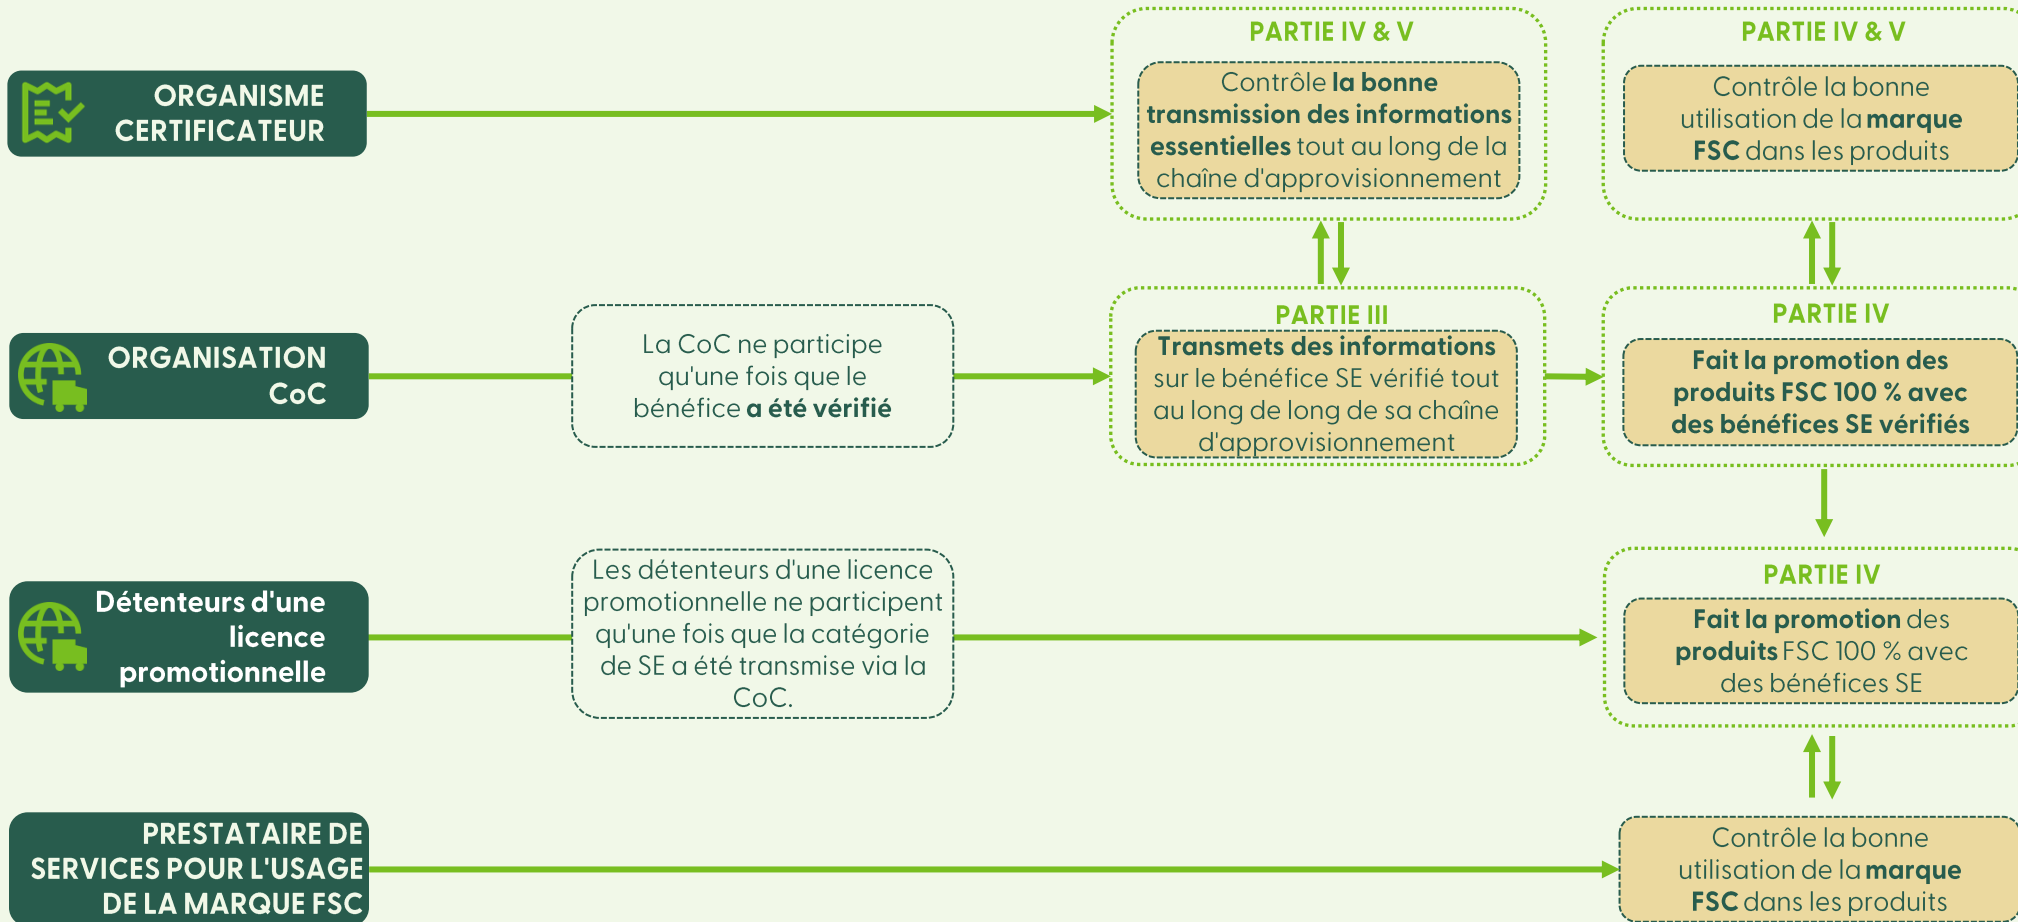 PARTIE IV & V
PARTIE IV & V
ORGANISME
CERTIFICATEUR
Contrôle la bonne
transmission des informations
essentielles tout au long de la
chaîne d'approvisionnement
Contrôle la bonne
utilisation de la marque
FSC dans les produits
ORGANISATION
CoC
La CoC ne participe
qu'une fois que le
bénéfice a été vérifié
PARTIE III
Transmets des informations
sur le bénéfice SE vérifié tout
au long de long de sa chaîne
d'approvisionnement
PARTIE IV
Fait la promotion des
produits FSC 100 % avec
des bénéfices SE vérifiés
Détenteurs d'une
licence
promotionnelle
Les détenteurs d'une licence
promotionnelle ne participent
qu'une fois que la catégorie
de SE a été transmise via la
CoC.
PARTIE IV
Fait la promotion des
produits FSC 100 % avec
des bénéfices SE
PRESTATAIRE DE
SERVICES POUR L'USAGE
DE LA MARQUE FSC
Contrôle la bonne
utilisation de la marque
FSC dans les produits